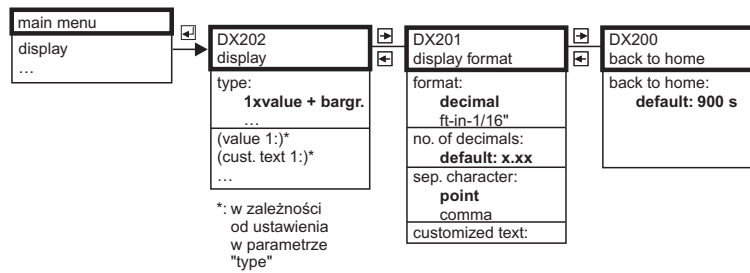 main menu
display
…
DX202
display
type:
1xvalue + bargr.
…
(value 1:)*
(cust. text 1:)*
…
*: w zależności
od ustawienia
w parametrze
"type"
DX201
display format
format:
decimal
ft-in-1/16"
no. of decimals:
default: x.xx
sep. character:
point
comma
customized text:
DX200
back to home
back to home:
default: 900 s